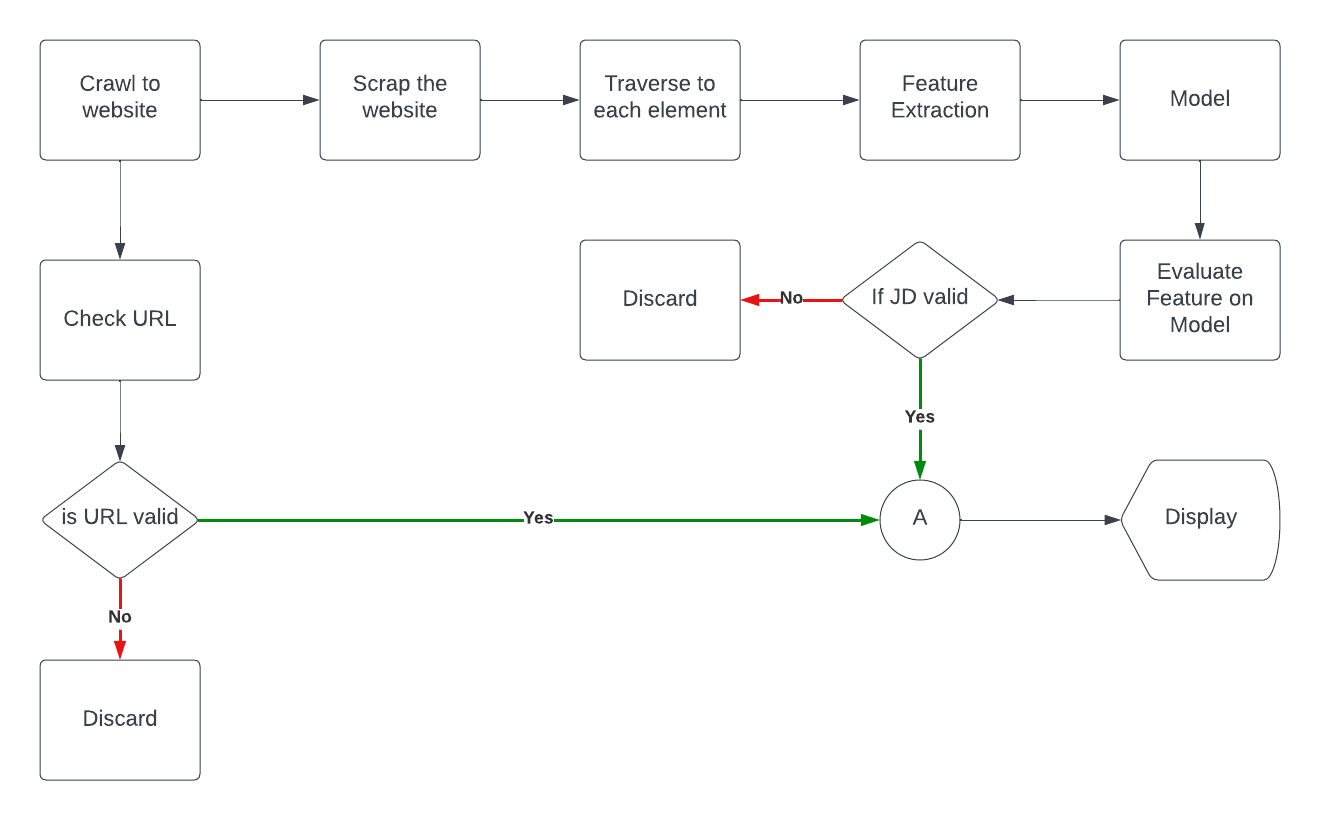 Crawl to
website
Scrap the
website
Traverse to
each element
Feature
Extraction
Model
Check URL
Discard
No
If JD valid
Evaluate
Feature on
Model
Yes
is URL valid
Yes
A
Display
No
Discard